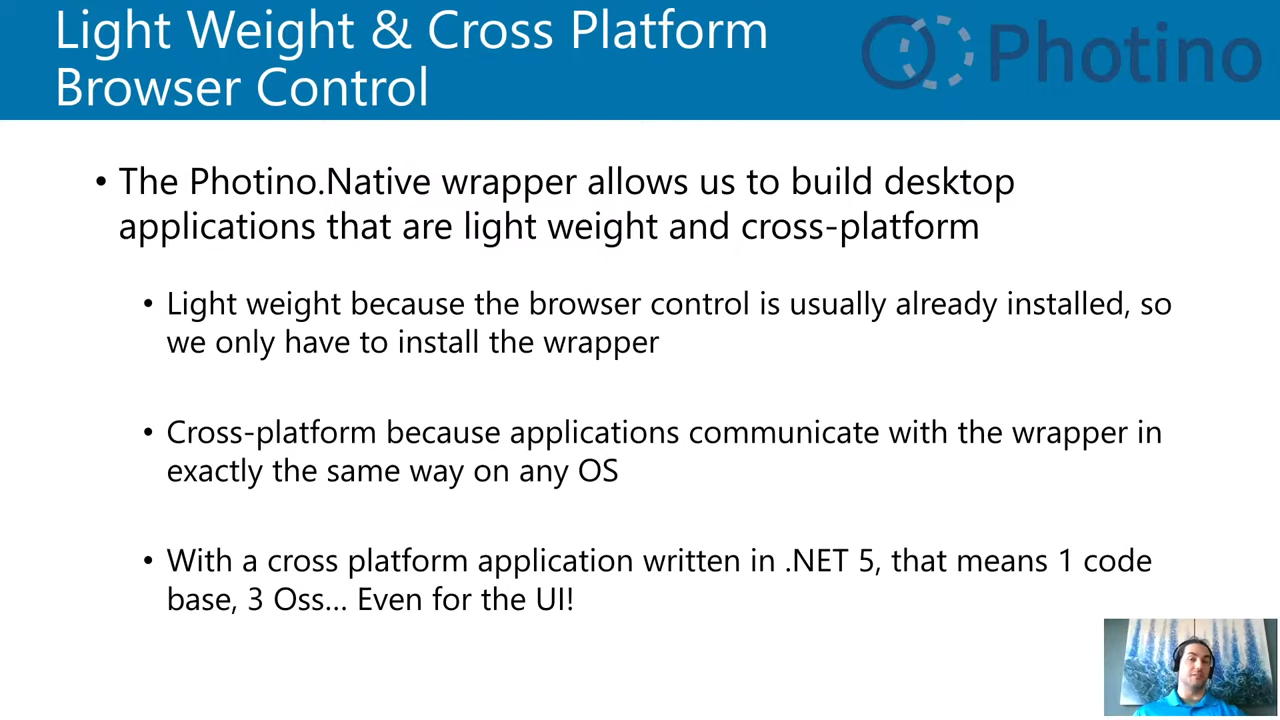 Light Weight & Cross Platform
Browser Control
Photino
• The Photino.Native wrapper allows us to build desktop
applications that are light weight and cross-platform
• Light weight because the browser control is usually already installed, so
we only have to install the wrapper
• Cross-platform because applications communicate with the wrapper in
exactly the same way on any OS
• With a cross platform application written in .NET 5, that means 1 code
base, 3 Oss... Even for the UI!